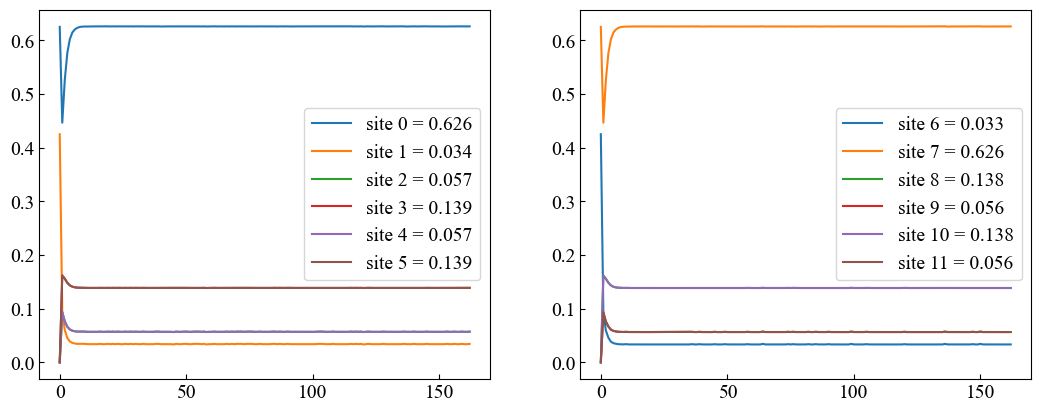 0.6
0.5
0.4
0.3
0.2
0.1
0.0
0 50 100 150
site 0 = 0.626
site 1 = 0.034
site 2 = 0.057
site 3 = 0.139
site 4 = 0.057
site 5 = 0.139
0.6
0.5
0.4
0.3
0.2
0.1
0.0
0 50 100 150
site 6 = 0.033
site 7 = 0.626
site 8 = 0.138
site 9 = 0.056
site 10 = 0.138
site 11 = 0.056